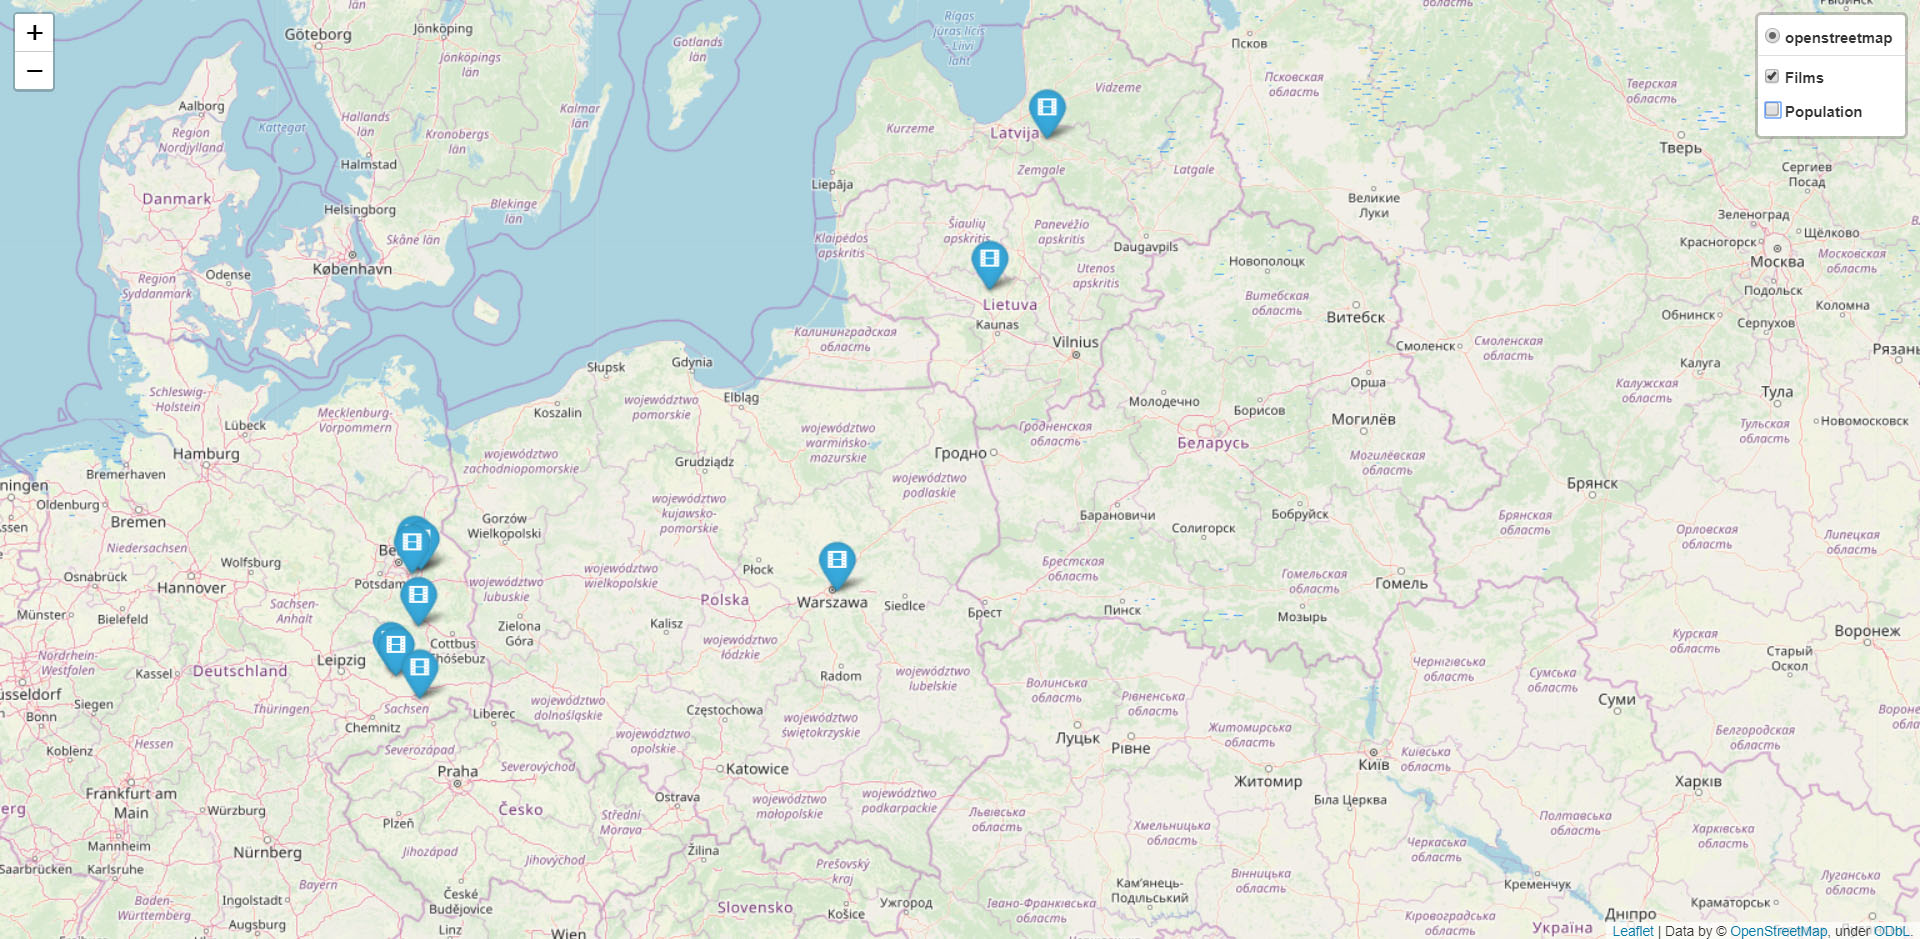 +
−
openstreetmap
Films
Population
Göteborg
Jönköping
Jönköpings
län
Gotlands
län
Rīgas
jūras līcis
- Liivi
laht
Псков
Псковская
область
Тверская
область
Тверь
Сергиев
Посад
Aalborg
Region
Nordjylland
Kattegat
Hallands
län
Kronobergs
län
Kalmar
län
Halmstad
Kurzeme
Latvija
Vidzeme
Zemgale
Latgale
Liepāja
Великие
Луки
Danmark
Helsingborg
Blekinge
län
Skåne län
København
Odense
Region
Syddanmark
Klaipėdos
apskritis
Šiaulių
apskritis
Panevėžio
apskritis
Utenos
apskritis
Daugavpils
Новополоцк
Витебская
область
Витебск
Зеленоград
Красногорск
Щёлково
Москва
Московская
область
Подольск
Коломна
Обнинск
Серпухов
Рязань
Lietuva
Kaunas
Vilnius
Калининградская
область
Смоленск
Смоленская
область
Калуга
Калужская
область
Тула
Тульская
область
Новомосковск
Schleswig-
Holstein
Lübeck
Mecklenburg-
Vorpommern
Hamburg
Bremerhaven
Słupsk
Gdynia
Koszalin
Elbląg
województwo
pomorskie
województwo
warmińsko-
mazurskie
województwo
zachodniopomorskie
Grudziądz
województwo
podlaskie
województwo
kujawsko-
pomorskie
Гродно
Гродненская
область
Молодечно
Борисов
Орша
Могилёв
Беларусь
Могилёвская
область
Брянск
Брянская
область
Орловская
область
Липецкая
область
Барановичи
Солигорск
Бобруйск
ningen
Oldenburg
Bremen
Niedersachsen
Wolfsburg
Hannover
Osnabrück
Münster
Bielefeld
Sachsen-
Anhalt
Be
Potsdam
Gorzów
Wielkopolski
województwo
lubuskie
województwo
wielkopolskie
Płock
Polska
Warszawa
Siedlce
Брест
Брестская
область
Пинск
Гомельская
область
Гомель
Мозырь
Курская
область
Воронеж
Старый
Оскол
Nordrhein-
Westfalen
Kassel
Deutschland
Leipzig
Cottbus
Zielona
Góra
Kalisz
województwo
łódzkie
Radom
województwo
lubelskie
Волинська
область
Рівненська
область
Чернігівська
область
Сумська
область
Суми
Siegen
Bonn
Thüringen
Sachsen
Chemnitz
Liberec
województwo
dolnośląskie
Częstochowa
województwo
opolskie
województwo
świętokrzyskie
Луцьк
Рівне
Житомирська
область
Київ
Київська
область
Белгородская
область
Koblenz
Hessen
Frankfurt am
Main
Würzburg
Severozápad
Praha
Severovýchod
Česko
Plzeň
Jihozápad
Ostrava
Katowice
województwo
małopolskie
województwo
podkarpackie
Střední
Morava
Житомир
Біла Церква
Харків
Львівська
область
Хмельницька
область
Черкаська
область
Полтавська
область
Харківська
область
Mannheim
Saarbrücken
Karlsruhe
Nürnberg
Bayern
Baden-
Württemberg
Ingolstadt
Augsburg
České
Budějovice
Linz
Jihovýchod
Žilina
Prešovský
kraj
Košice
Ужгород
Slovensko
Wien
Івано-Франківська
область
Кам’янець-
Подільський
Вінницька
область
Кременчук
Кіровоградська
область
Україна
Дніпро
Краматорськ
Луганська
область
Leaflet | Data by © OpenStreetMap, under ODbL.